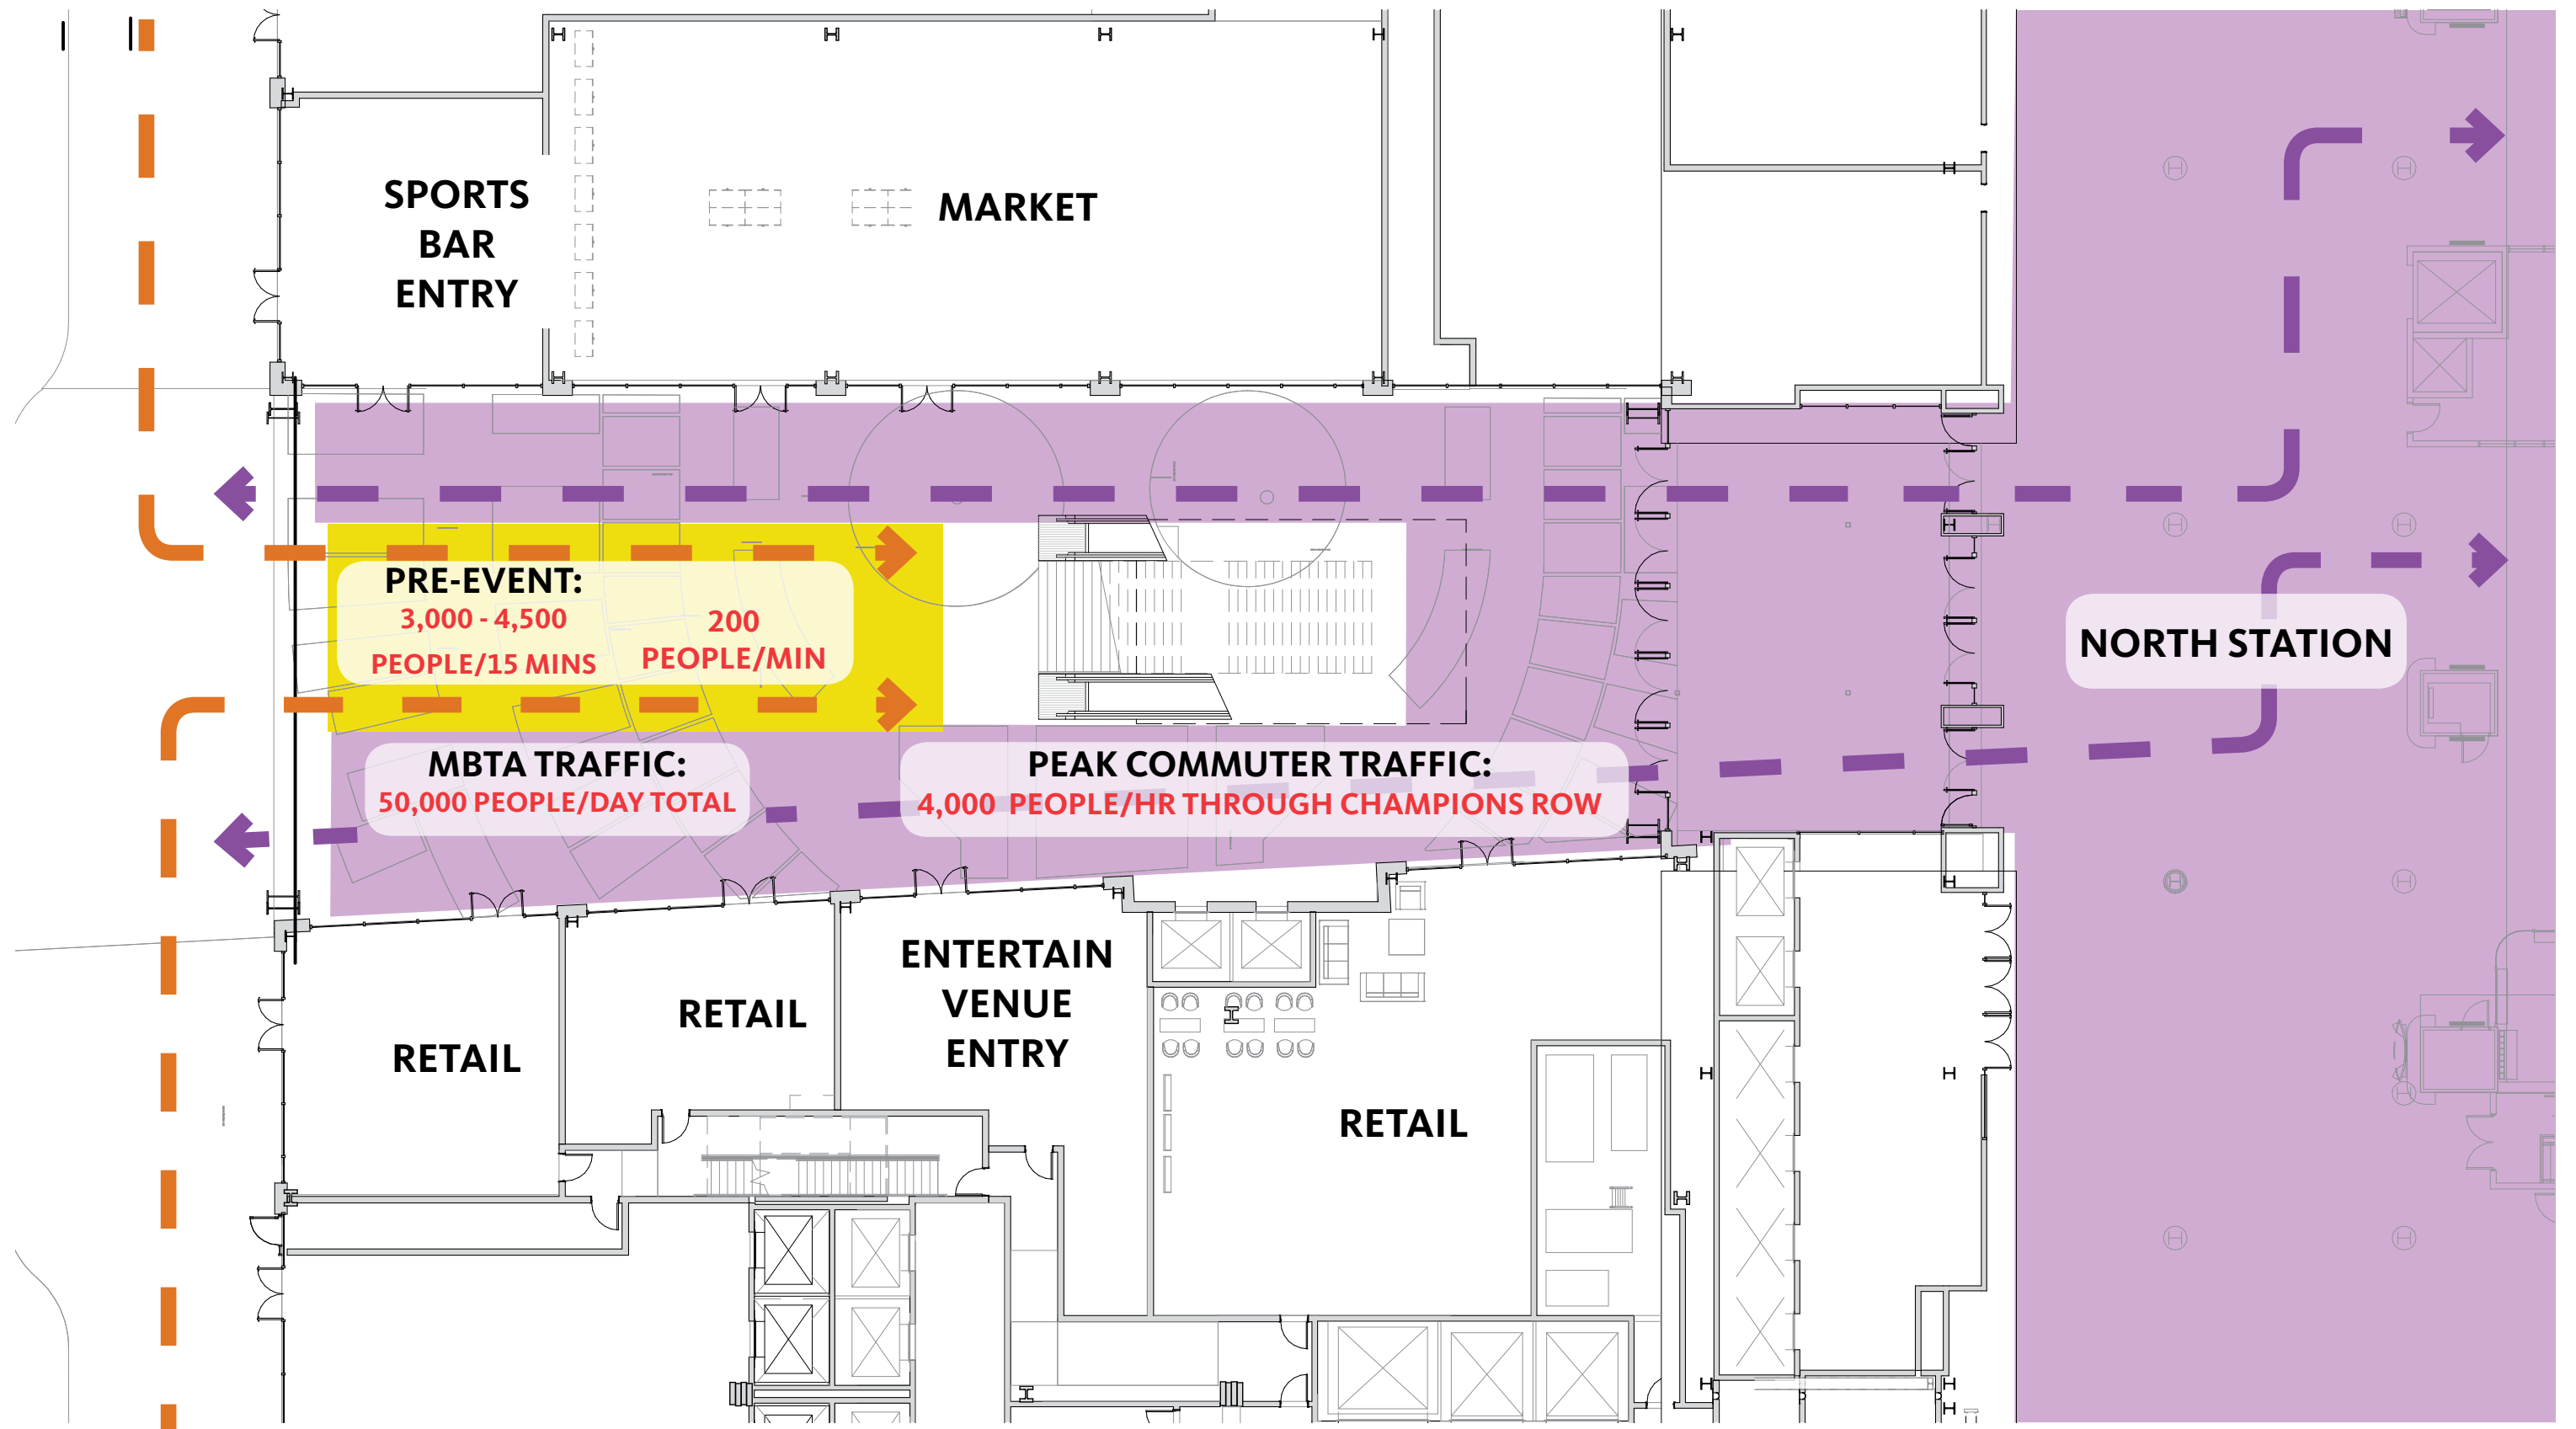 SPORTS
BAR
ENTRY
MARKET
PRE-EVENT:
3,000 - 4,500
PEOPLE/15 MINS
200
PEOPLE/MIN
NORTH STATION
MBTA TRAFFIC:
50,000 PEOPLE/DAY TOTAL
PEAK COMMUTER TRAFFIC:
4,000 PEOPLE/HR THROUGH CHAMPIONS ROW
RETAIL
RETAIL
ENTERTAIN
VENUE
ENTRY
RETAIL